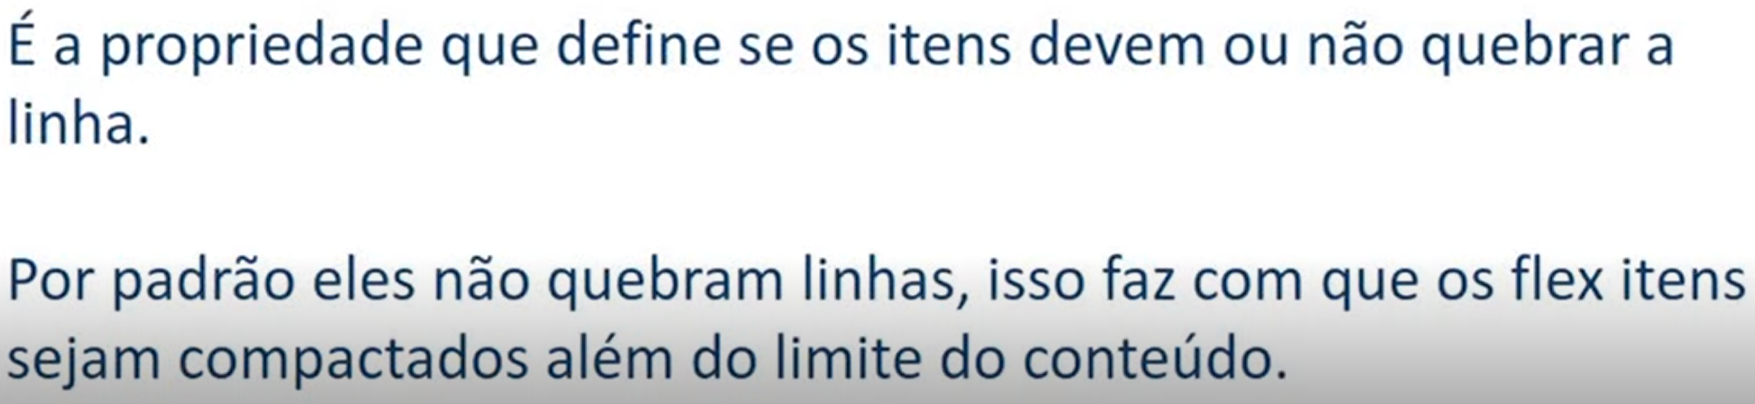 É a propriedade que define se os itens devem ou não quebrar a
linha.
Por padrão eles não quebram linhas, isso faz com que os flex itens
sejam compactados além do limite do conteúdo.